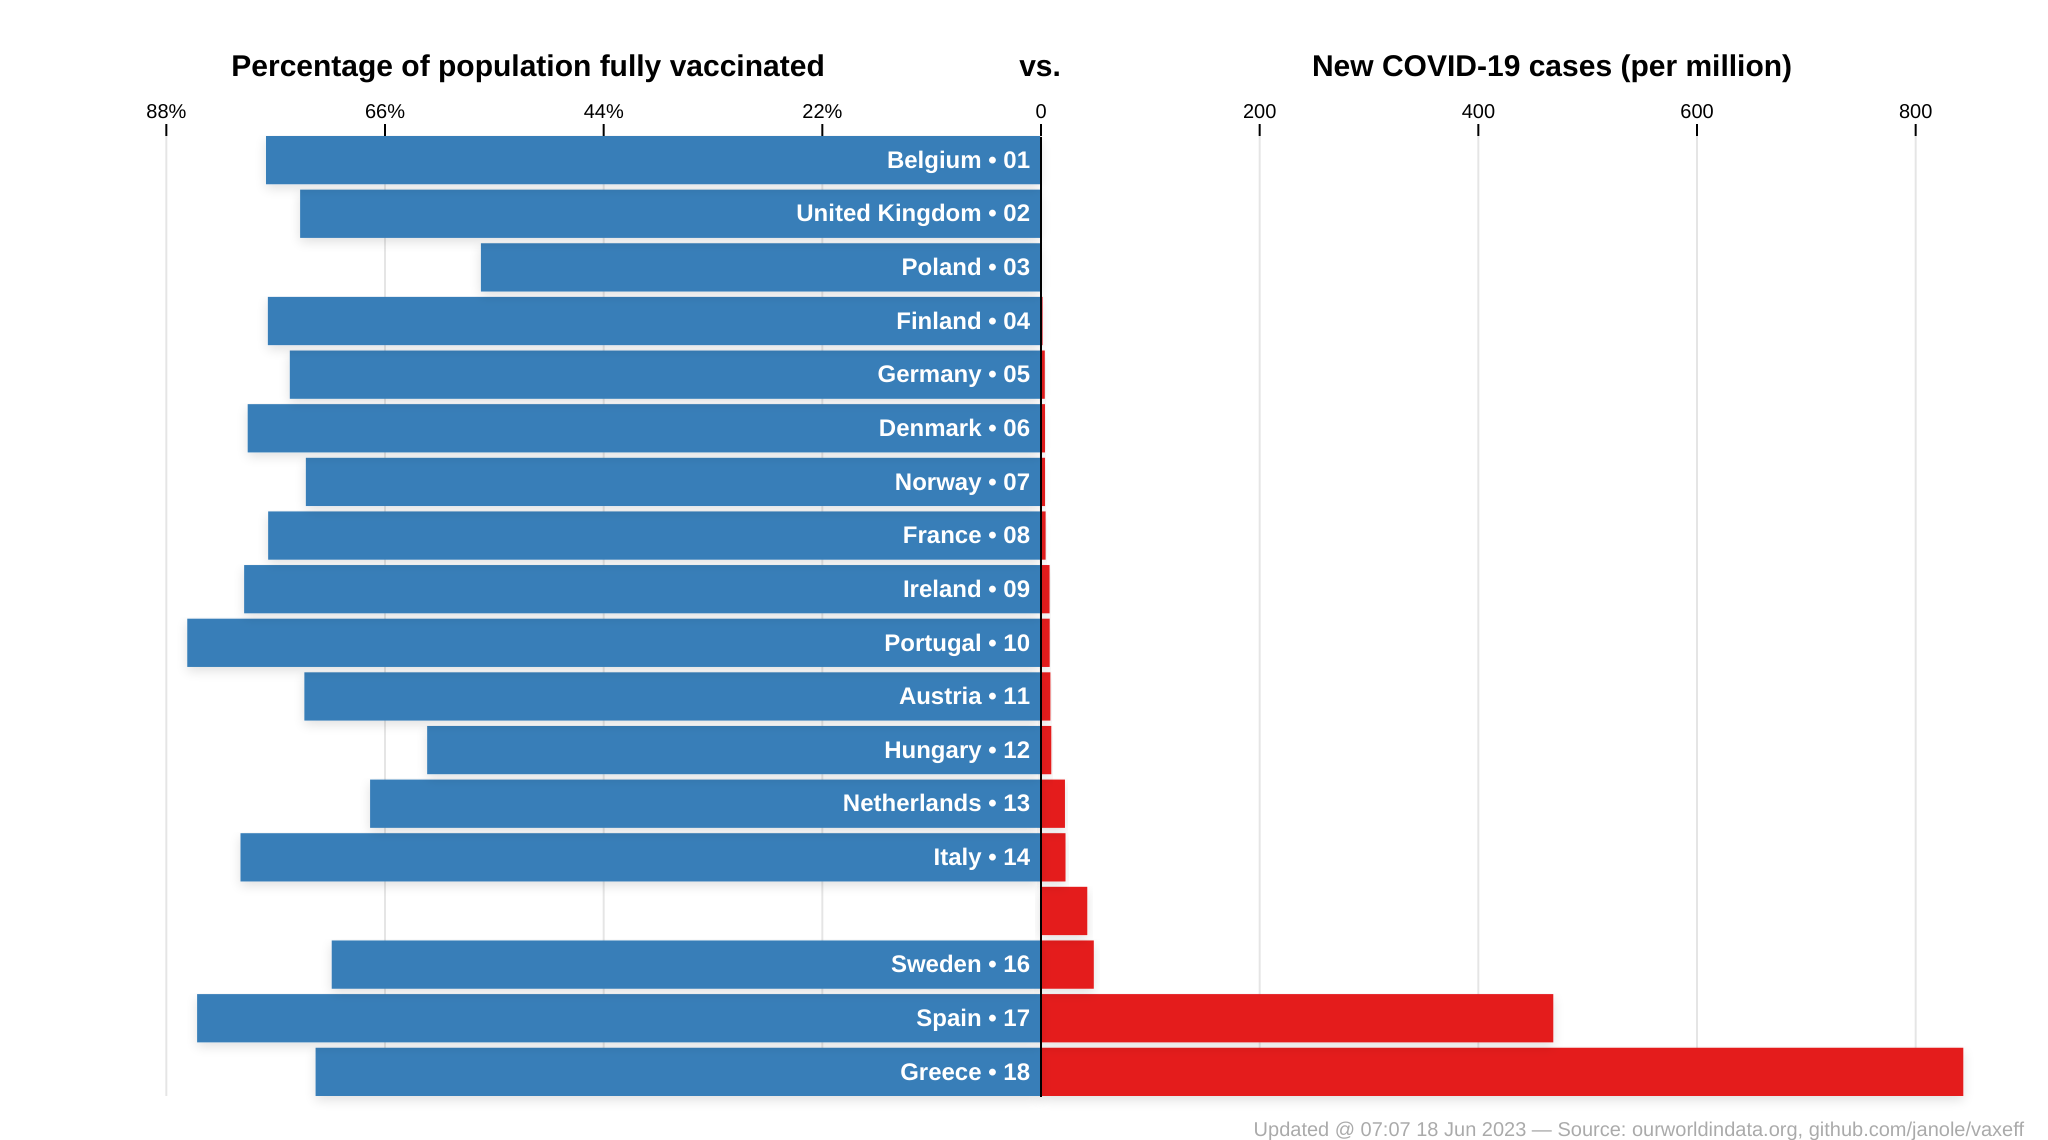 Percentage of population fully vaccinated vs. New COVID-19 cases (per million)
88% 66% 44% 22% 0 200 400 600 800
Belgium • 01
United Kingdom • 02
Poland • 03
Finland • 04
Germany • 05
Denmark • 06
Norway • 07
France • 08
Ireland • 09
Portugal • 10
Austria • 11
Hungary • 12
Netherlands • 13
Italy • 14
Sweden • 16
Spain • 17
Greece • 18
Updated @ 07:07 18 Jun 2023 — Source: ourworldindata.org, github.com/janole/vaxeff